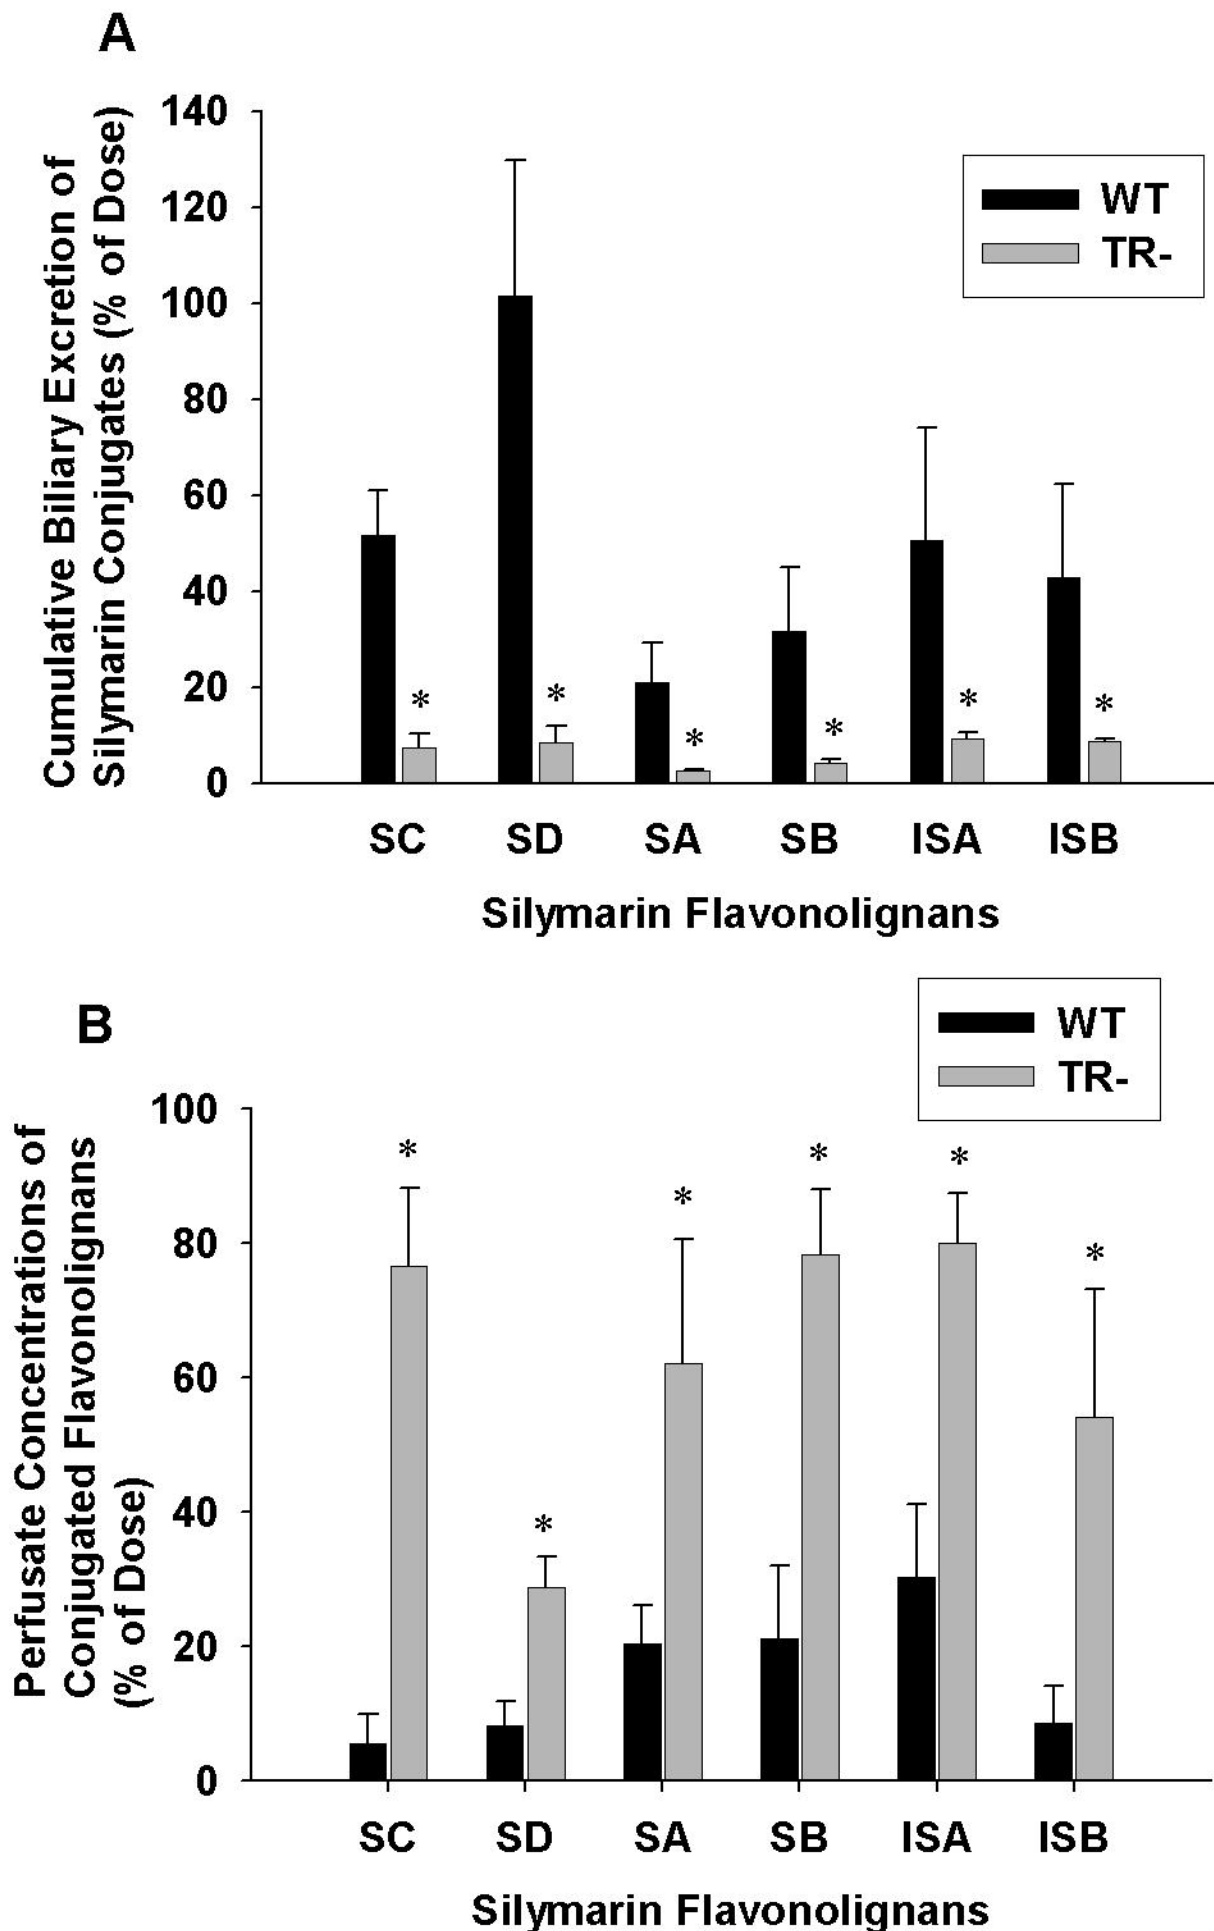 A
Cumulative Biliary Excretion of
Silymarin Conjugates (% of Dose)
140
120
100
80
60
40
20
0
WT
TR-
*
*
*
*
*
*
SC SD SA SB ISA ISB
Silymarin Flavonolignans
B
Perfusate Concentrations of
Conjugated Flavonolignans
(% of Dose)
100
80
60
40
20
0
WT
TR-
*
*
*
*
*
*
SC SD SA SB ISA ISB
Silymarin Flavonolignans